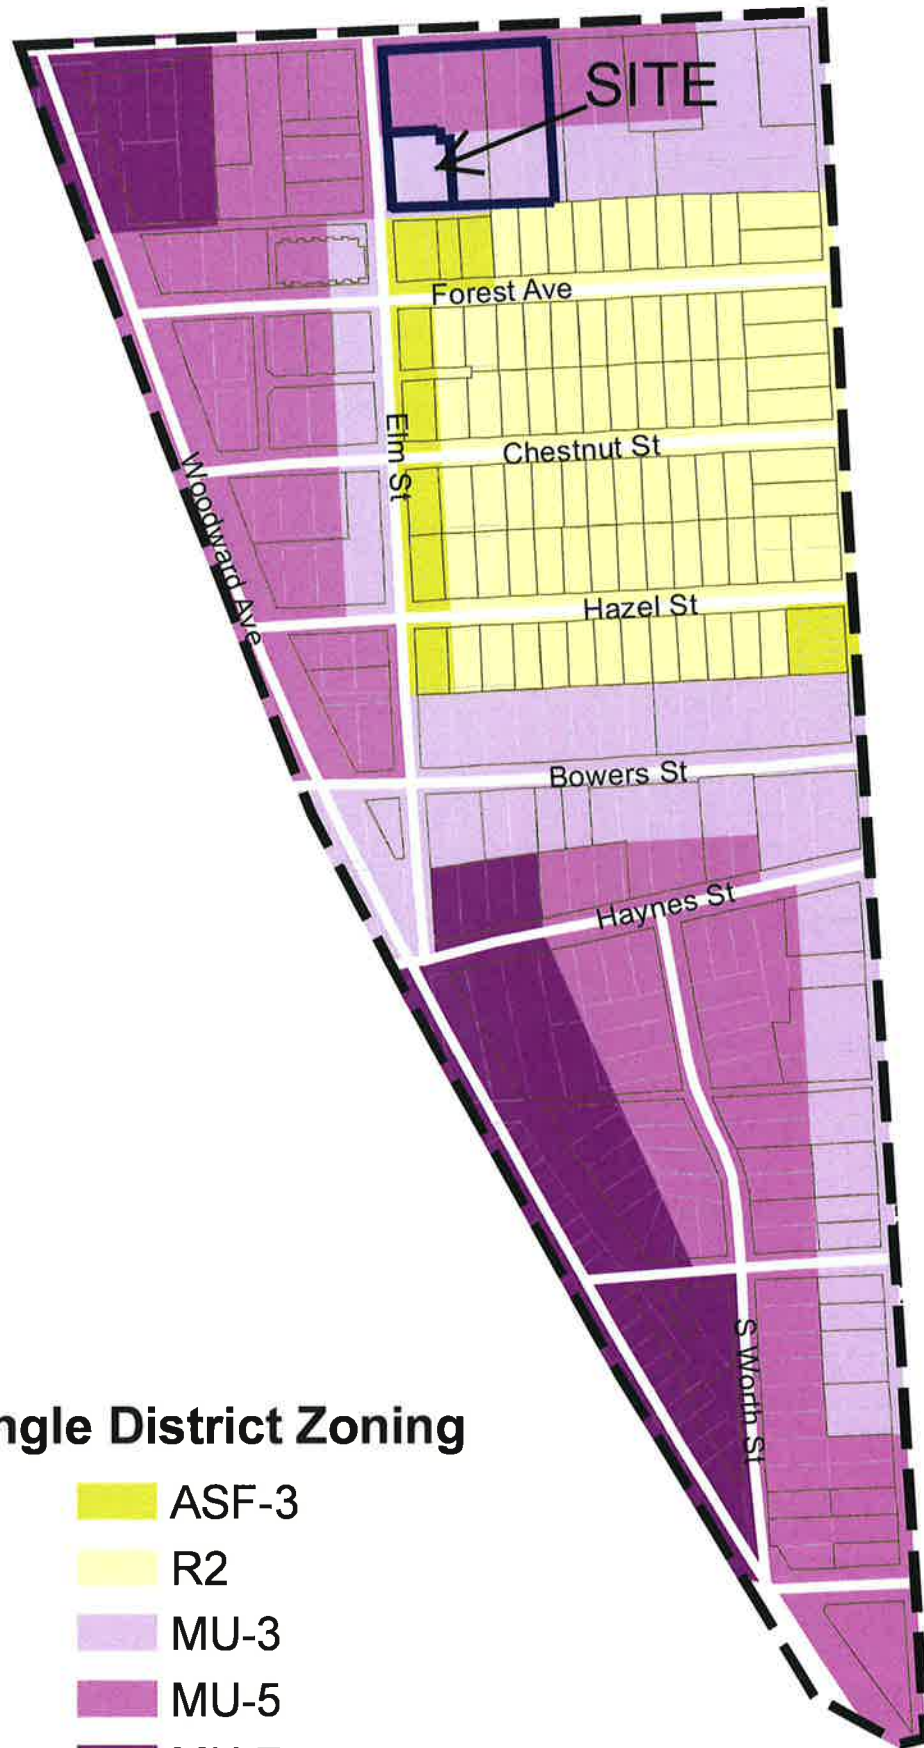 SITE
Forest Ave
Elm St
Chestnut St
Woodward Ave
Hazel St
Bowers St
Haynes St
S Worth St
ngle District Zoning
ASF-3
R2
MU-3
MU-5